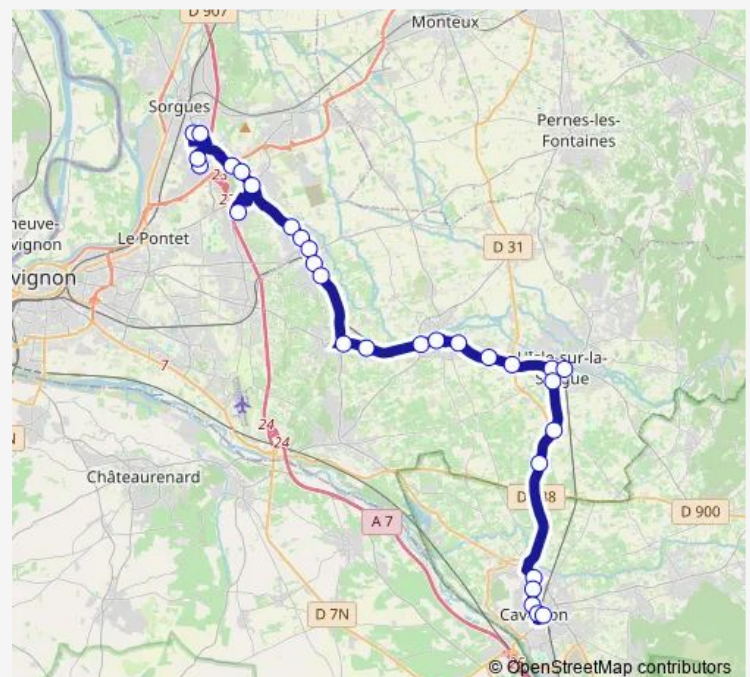 D 907
Monteux
Sorgues
Pernes-les-
Fontaines
23
neuve-
vignon
Le Pontet
D 31
vignon
7
L'Isle-sur-la-
Sorgue
24
24
Châteaurenard
D 900
A 7
D 7N
Cavaillon
© OpenStreetMap contributors